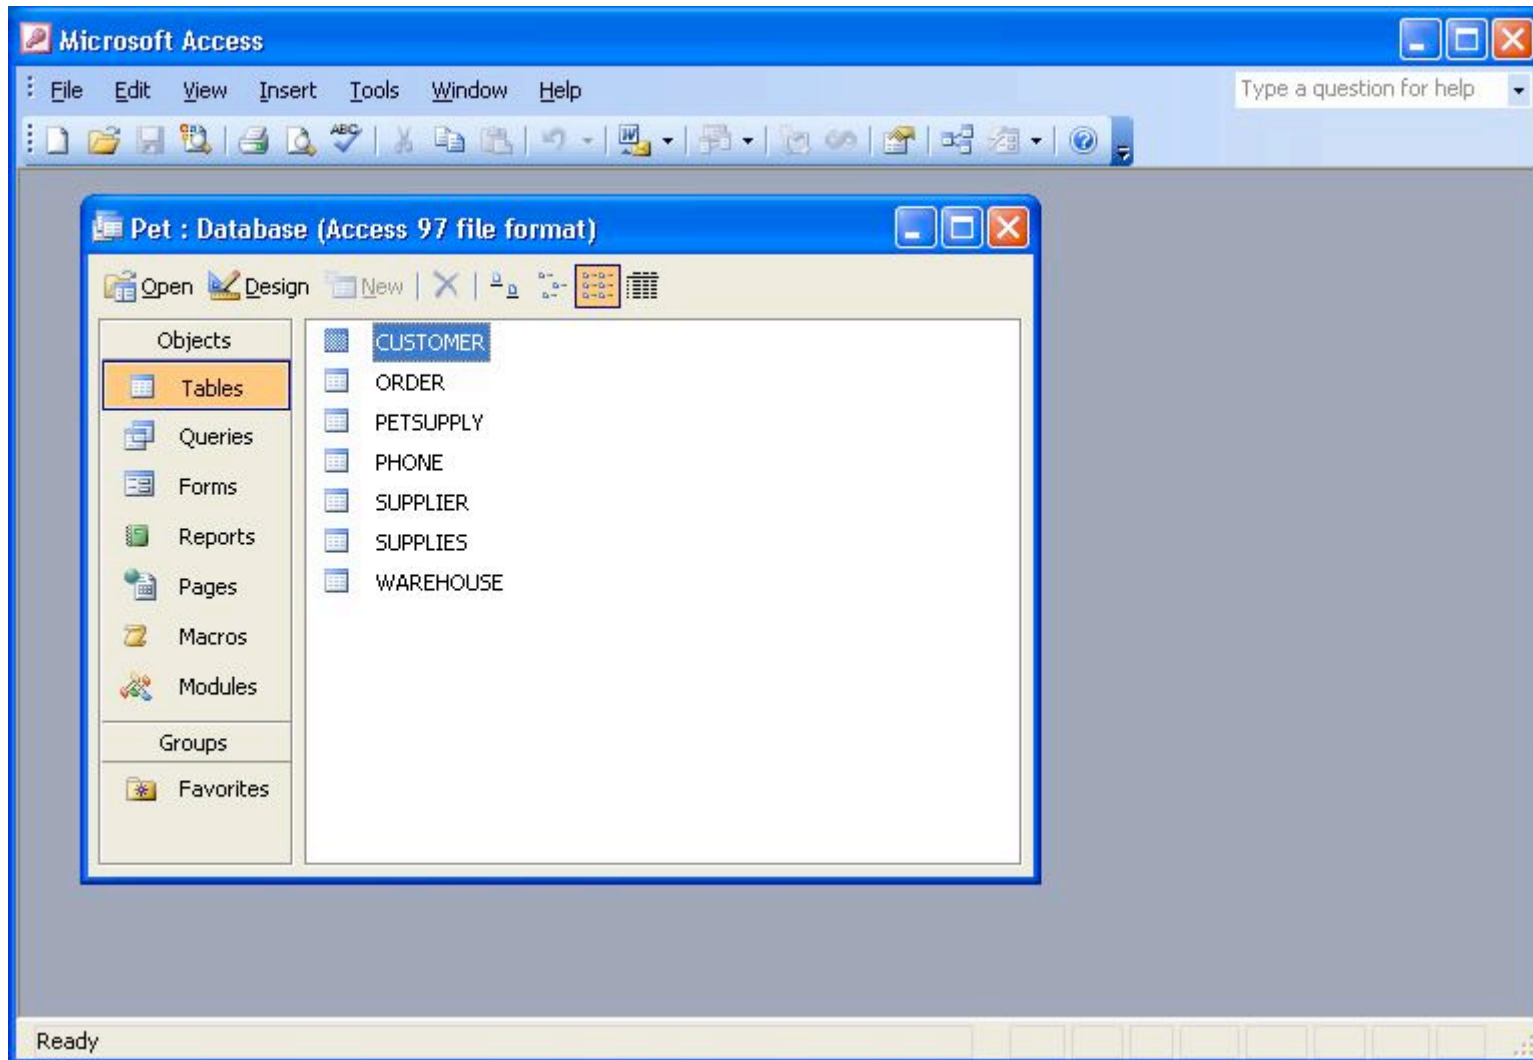 Microsoft Access
File Edit View Insert Tools Window Help Type a question for help
ABC W
Pet : Database (Access 97 file format)
Open Design New
Objects
Tables
Queries
Forms
Reports
Pages
Macros
Modules
Groups
Favorites
CUSTOMER
ORDER
PETSUPPLY
PHONE
SUPPLIER
SUPPLIES
WAREHOUSE
Ready